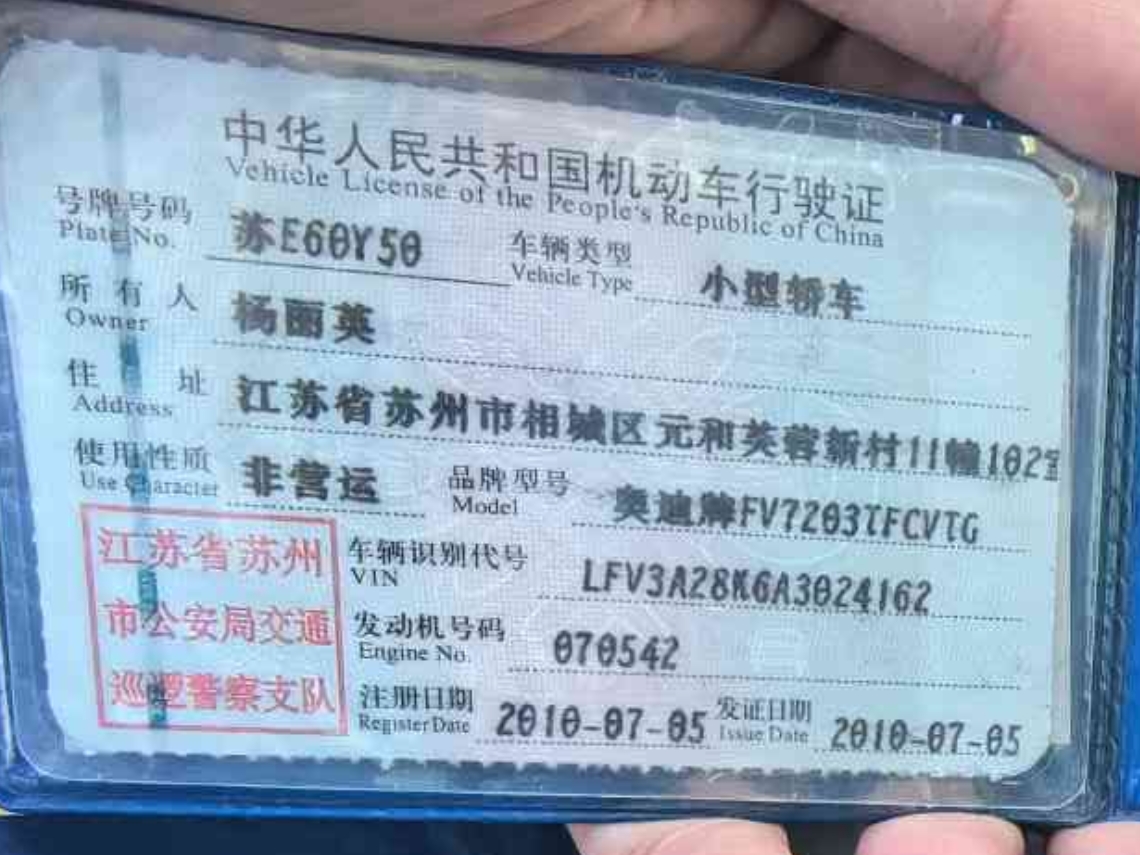 中华人民共和国机动车行驶证
Vehicle License of the People's Republic of China
号牌号码 苏E60Y50 车辆类型 小型轿车
Plate No. Vehicle Type
所有人 杨丽英
Owner
住址 江苏省苏州市相城区元和芙蓉新村11幢102室
Address
使用性质 非营运 品牌型号 奥迪牌FV7203TFCVTG
Use Character Model
江苏省苏州 车辆识别代号 LFV3A28K6A3024162
VIN
市公安局交通 发动机号码 070542
Engine No.
巡逻警察支队 注册日期 2010-07-05 发证日期 2010-07-05
Register Date Issue Date